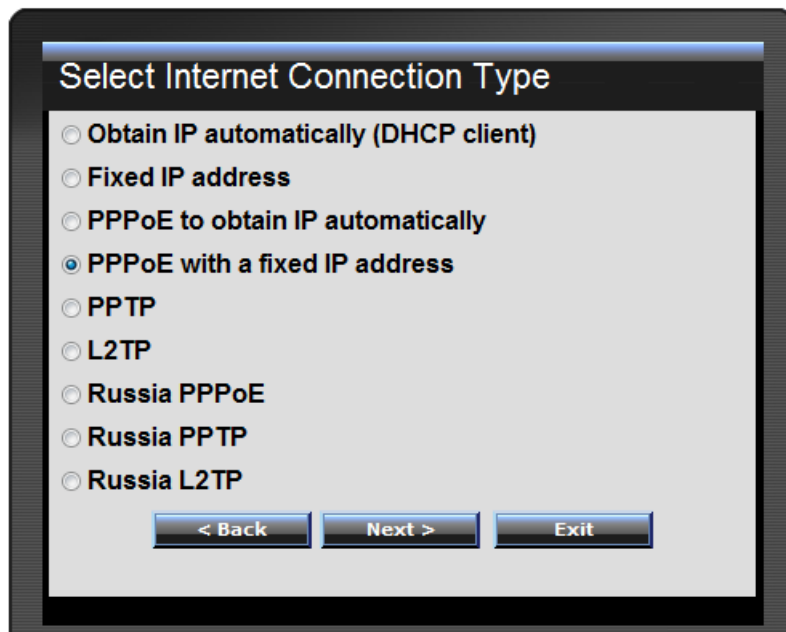 Select Internet Connection Type
Obtain IP automatically (DHCP client)
Fixed IP address
PPPoE to obtain IP automatically
PPPoE with a fixed IP address
PPTP
L2TP
Russia PPPoE
Russia PPTP
Russia L2TP
< Back Next > Exit